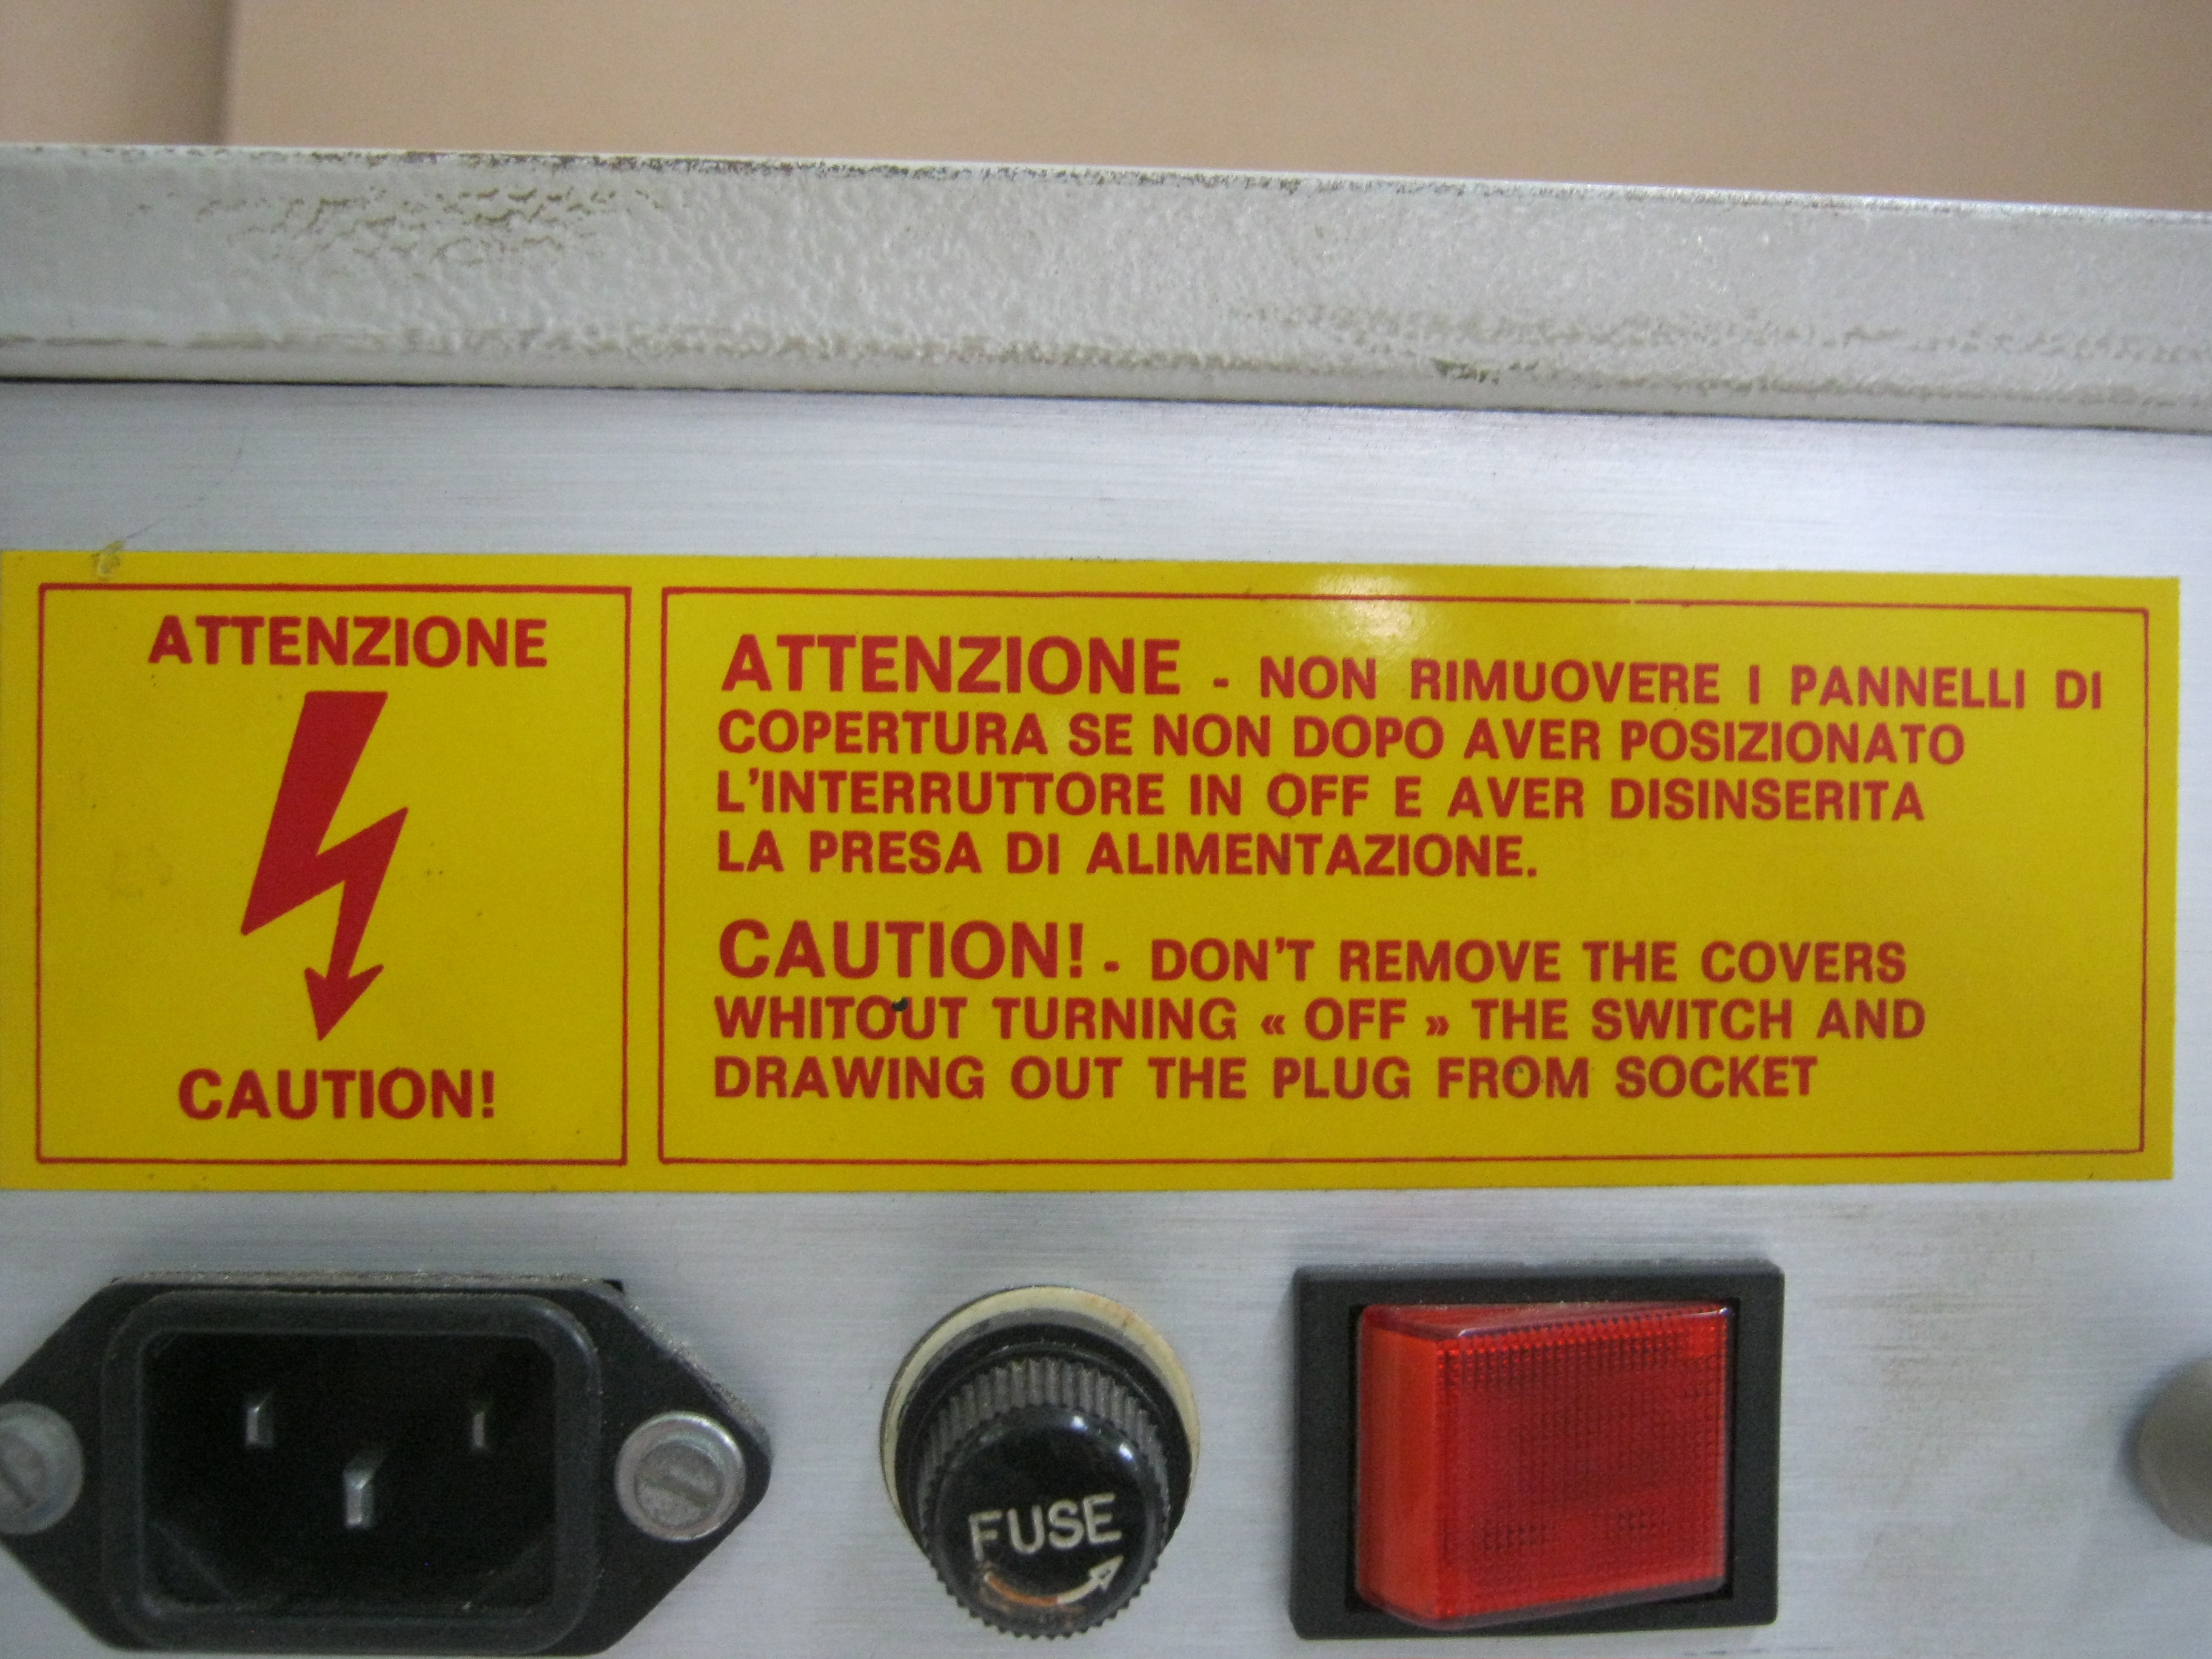 ATTENZIONE
CAUTION!
ATTENZIONE - NON RIMUOVERE I PANNELLI DI
COPERTURA SE NON DOPO AVER POSIZIONATO
L'INTERRUTTORE IN OFF E AVER DISINSERITA
LA PRESA DI ALIMENTAZIONE.
CAUTION! - DON'T REMOVE THE COVERS
WHITOUT TURNING « OFF » THE SWITCH AND
DRAWING OUT THE PLUG FROM SOCKET
FUSE